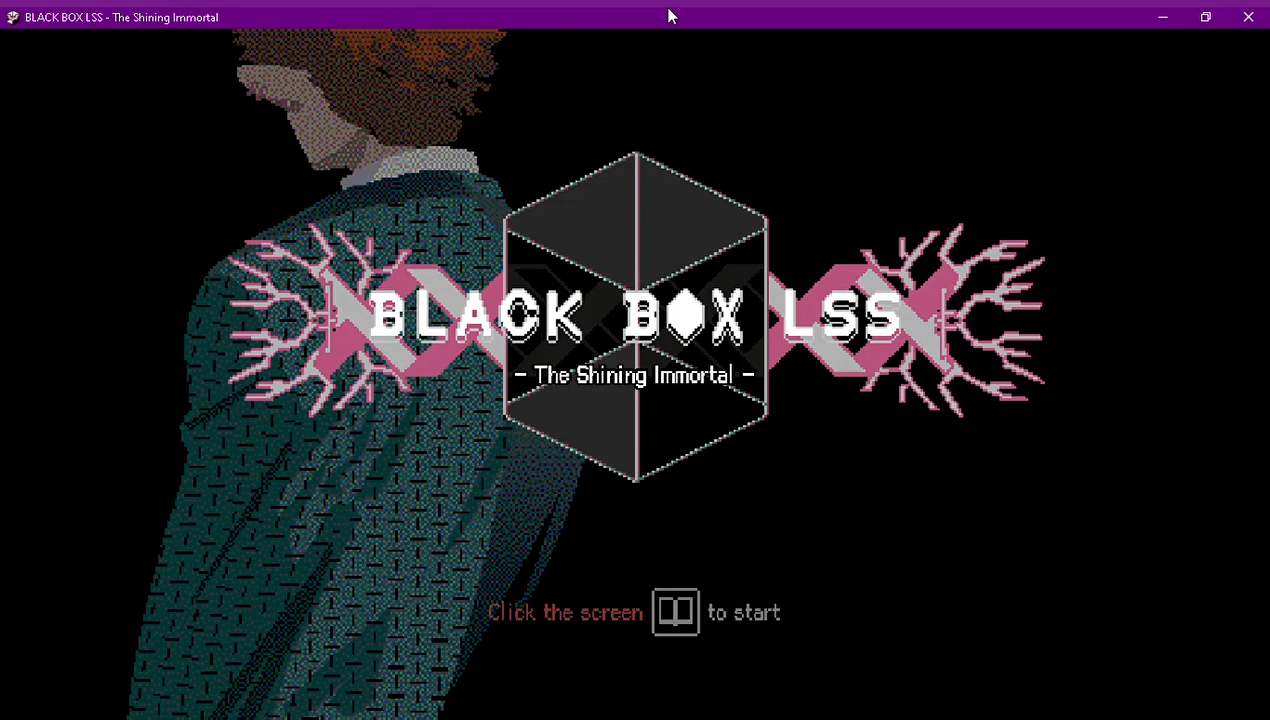 BLACK BOX LSS - The Shining Immortal
BLACK BOX LSS
- The Shining Immortal -
Click the screen to start